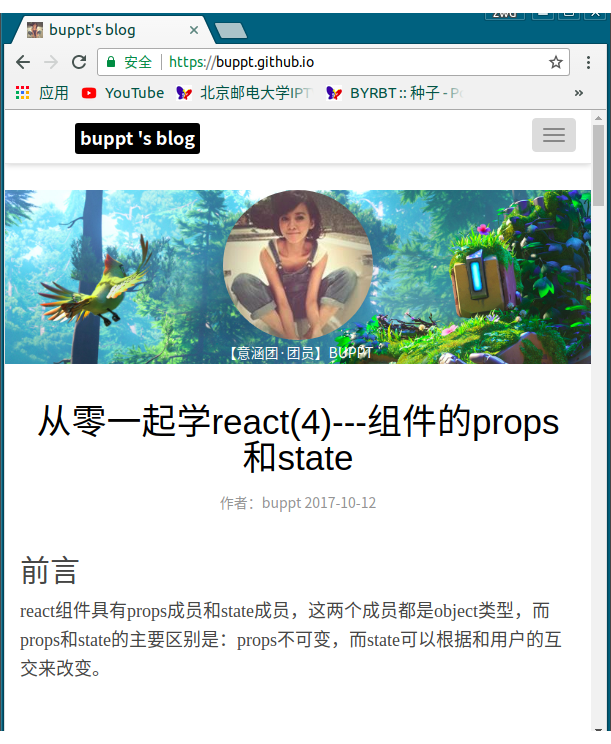 zwd
buppt's blog
安全 https://buppt.github.io
应用 YouTube 北京邮电大学IPT BYRBT :: 种子 - P
buppt 's blog
【意涵团·团员】BUPPT
从零一起学react(4)---组件的props
和state
作者：buppt 2017-10-12
前言
react组件具有props成员和state成员，这两个成员都是object类型，而
props和state的主要区别是：props不可变，而state可以根据和用户的互
交来改变。